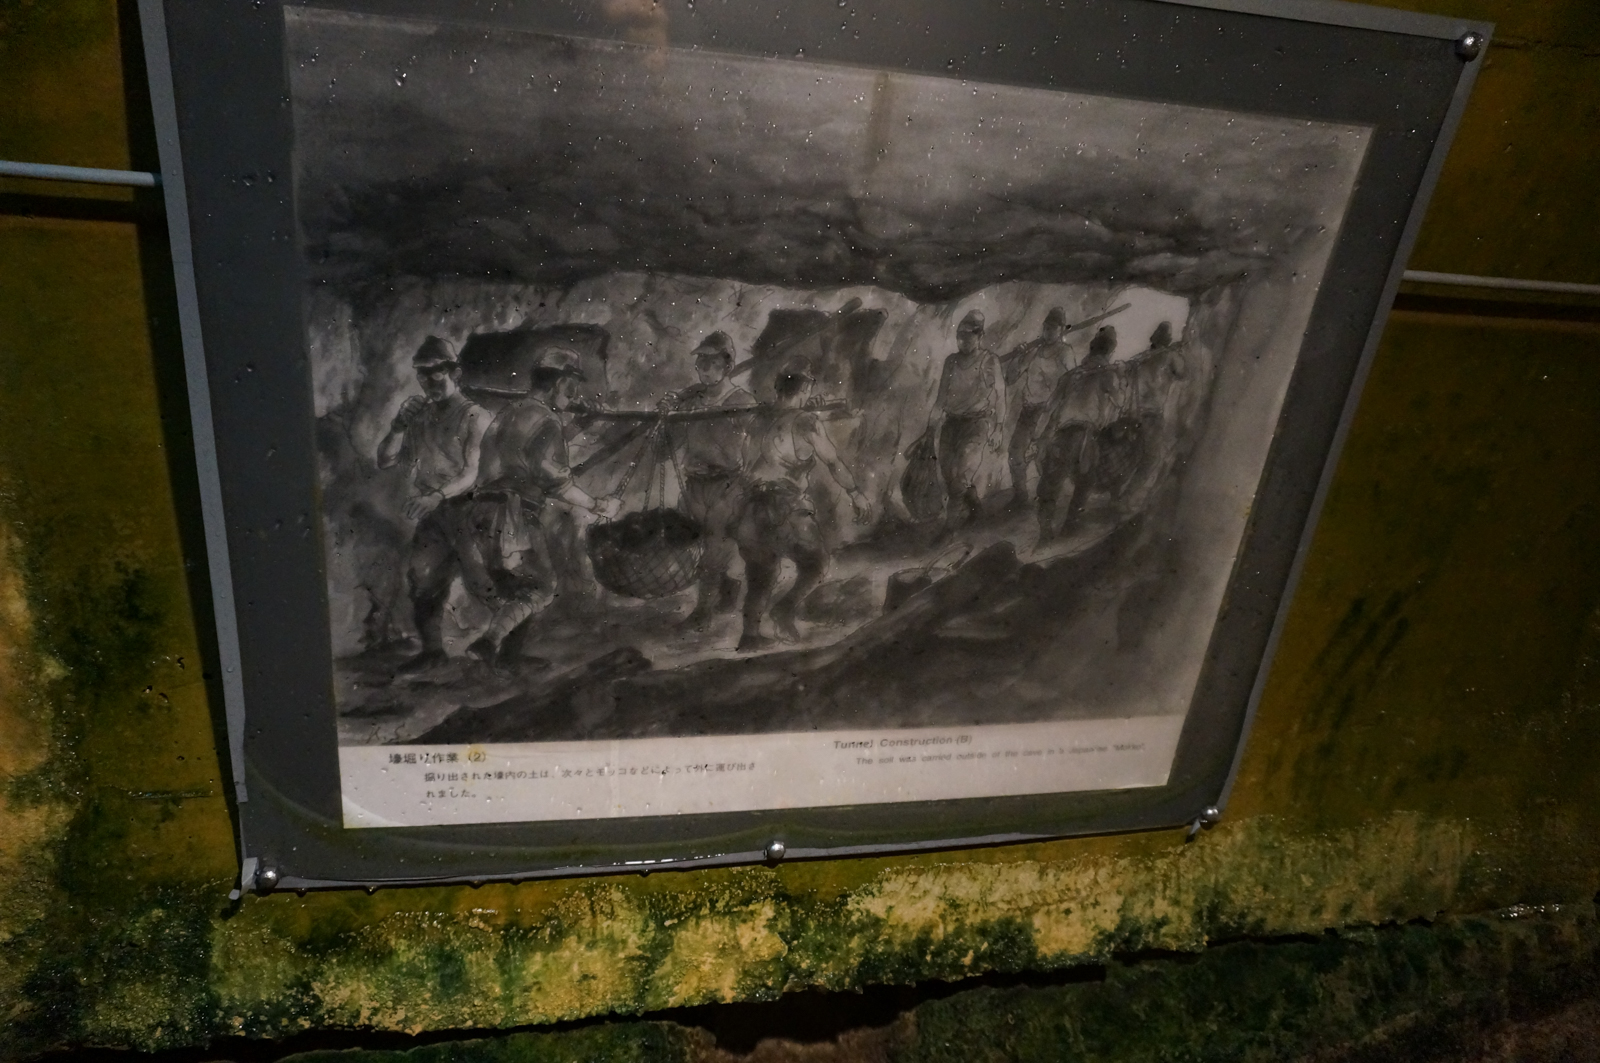 壕堀り作業 (2)
掘り出された壕内の土は、次々とモッコなどによって外に運び出さ
れました。
Tunnel Construction (B)
The soil was carried outside of the cave in a Japanese "Mokko".
R.S.